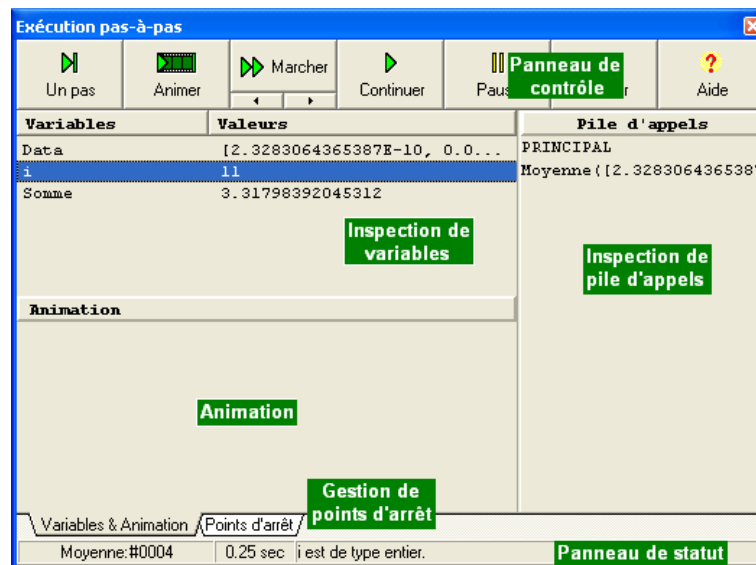 Exécution pas-à-pas
Un pas
Animer
Marcher
Continuer
Panneau de
contrôle
Aide
Variables Valeurs
Data [2.3283064365387E-10, 0.0...
i 11
Somme 3.31798392045312
Pile d'appels
PRINCIPAL
Moyenne([2.328306436538
Inspection de
variables
Inspection de
pile d'appels
Animation
Animation
Gestion de
points d'arrêt
Variables & Animation Points d'arrêt
Moyenne:#0004 0.25 sec i est de type entier.
Panneau de statut